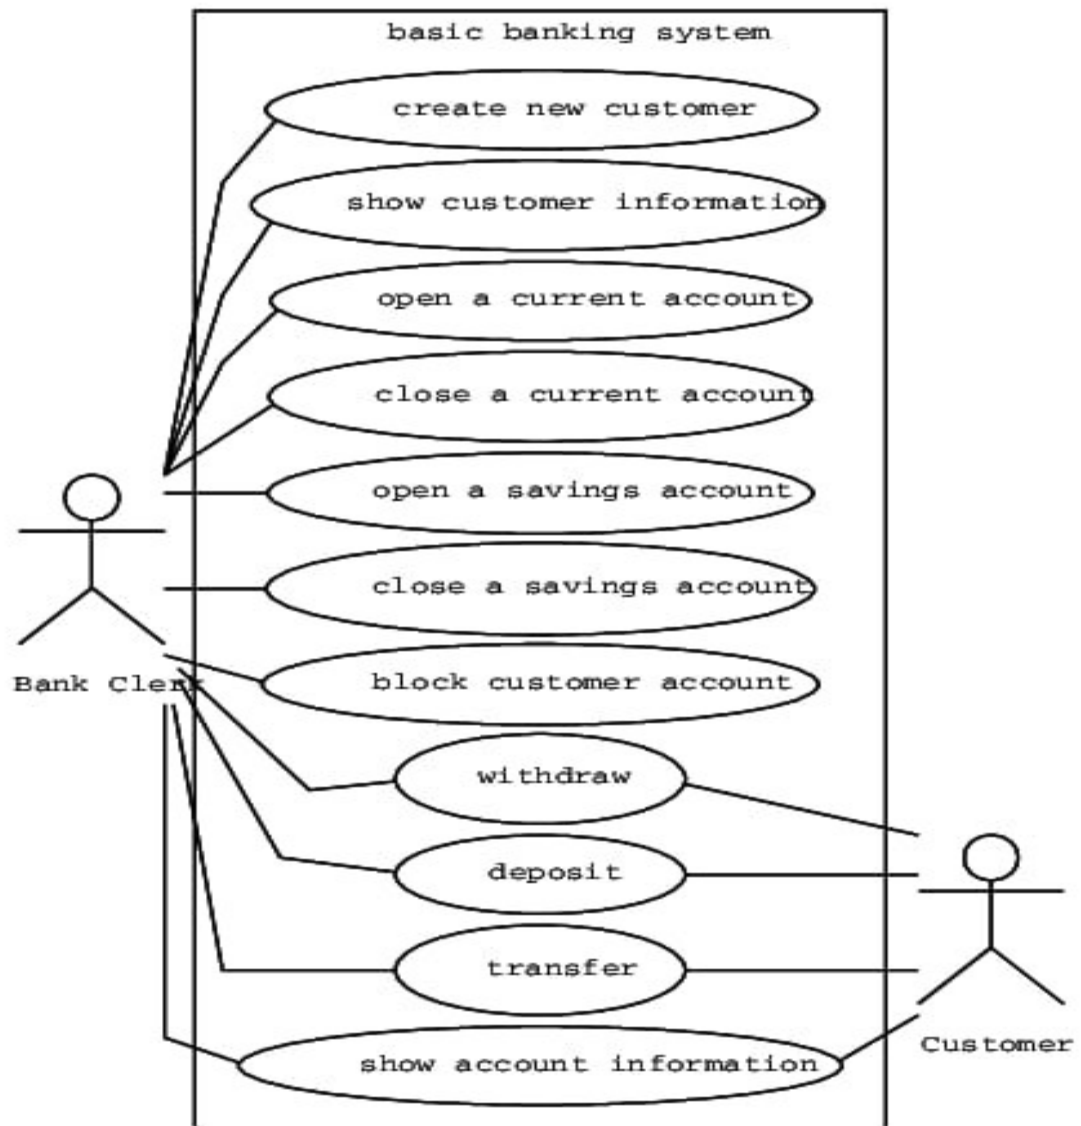 basic banking system
create new customer
show customer information
open a current account
close a current account
open a savings account
close a savings account
Bank Clerk
block customer account
withdraw
deposit
transfer
Customer
show account information